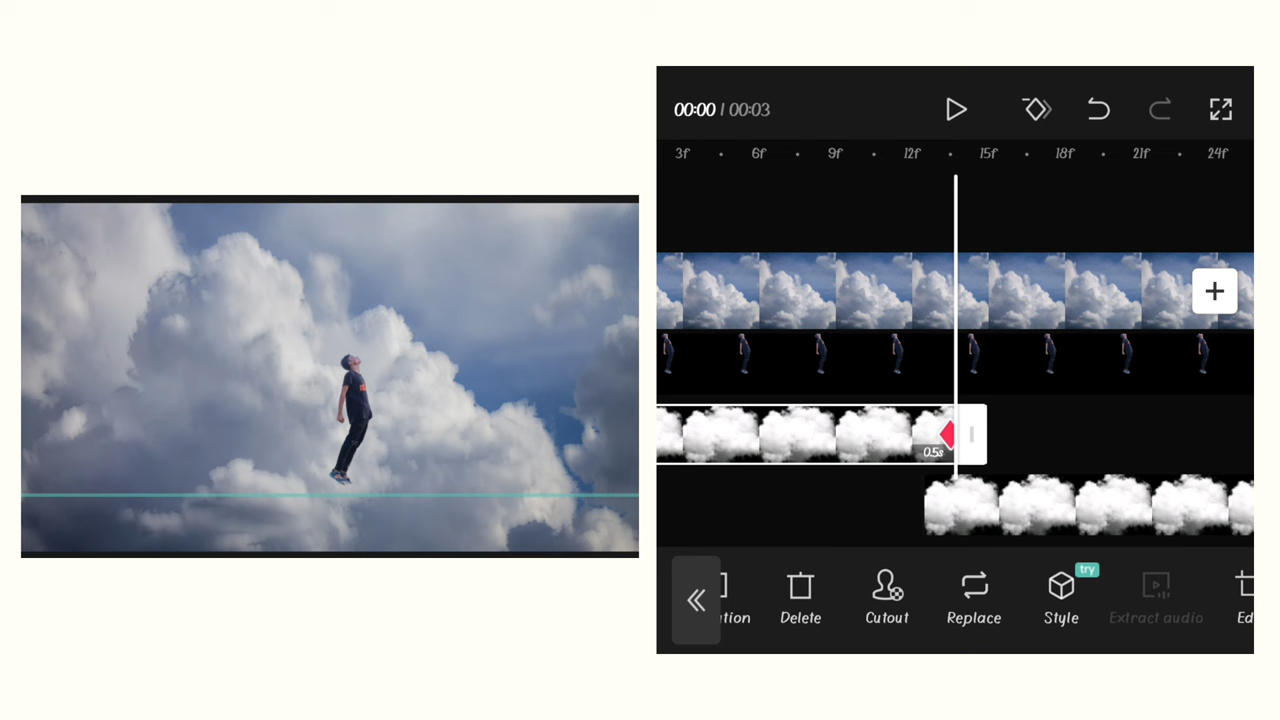 00:00 / 00:03
3f 6f 9f 12f 15f 18f 21f 24f
0.5s
try
ation Delete Cutout Replace Style Extract audio Ed